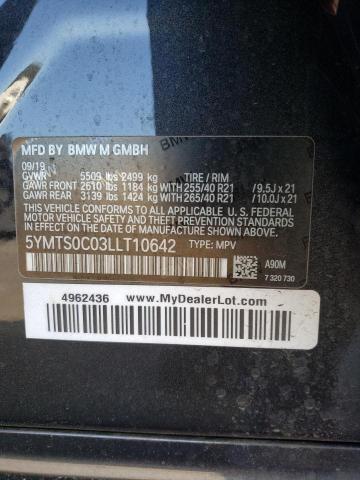 MFD BY BMW M GMBH
09/19
GVWR 5509 lbs 2499 kg TIRE / RIM
GAWR FRONT 2610 lbs 1184 kg WITH 255/40 R21 /9.5J x 21
GAWR REAR 3139 lbs 1424 kg WITH 265/40 R21 /10.0J x 21
THIS VEHICLE CONFORMS TO ALL APPLICABLE U.S.
FEDERAL MOTOR VEHICLE SAFETY STANDARDS IN
EFFECT ON THE DATE OF MANUFACTURE SHOWN ABOVE.
5YMTS0C03LLT10642 TYPE: MPV
A90M
7 320 730
4962436 www.MyDealerLot.com